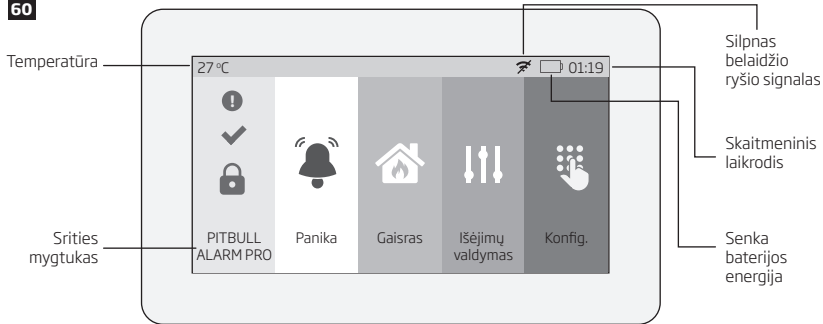 60
Temperatūra
27 °C
01:19
Silpnas
belaidžio
ryšio signalas
Skaitmeninis
laikrodis
Srities
mygtukas
PITBULL
ALARM PRO
Panika
Gaisras
Išėjimų
valdymas
Konfig.
Senka
baterijos
energija